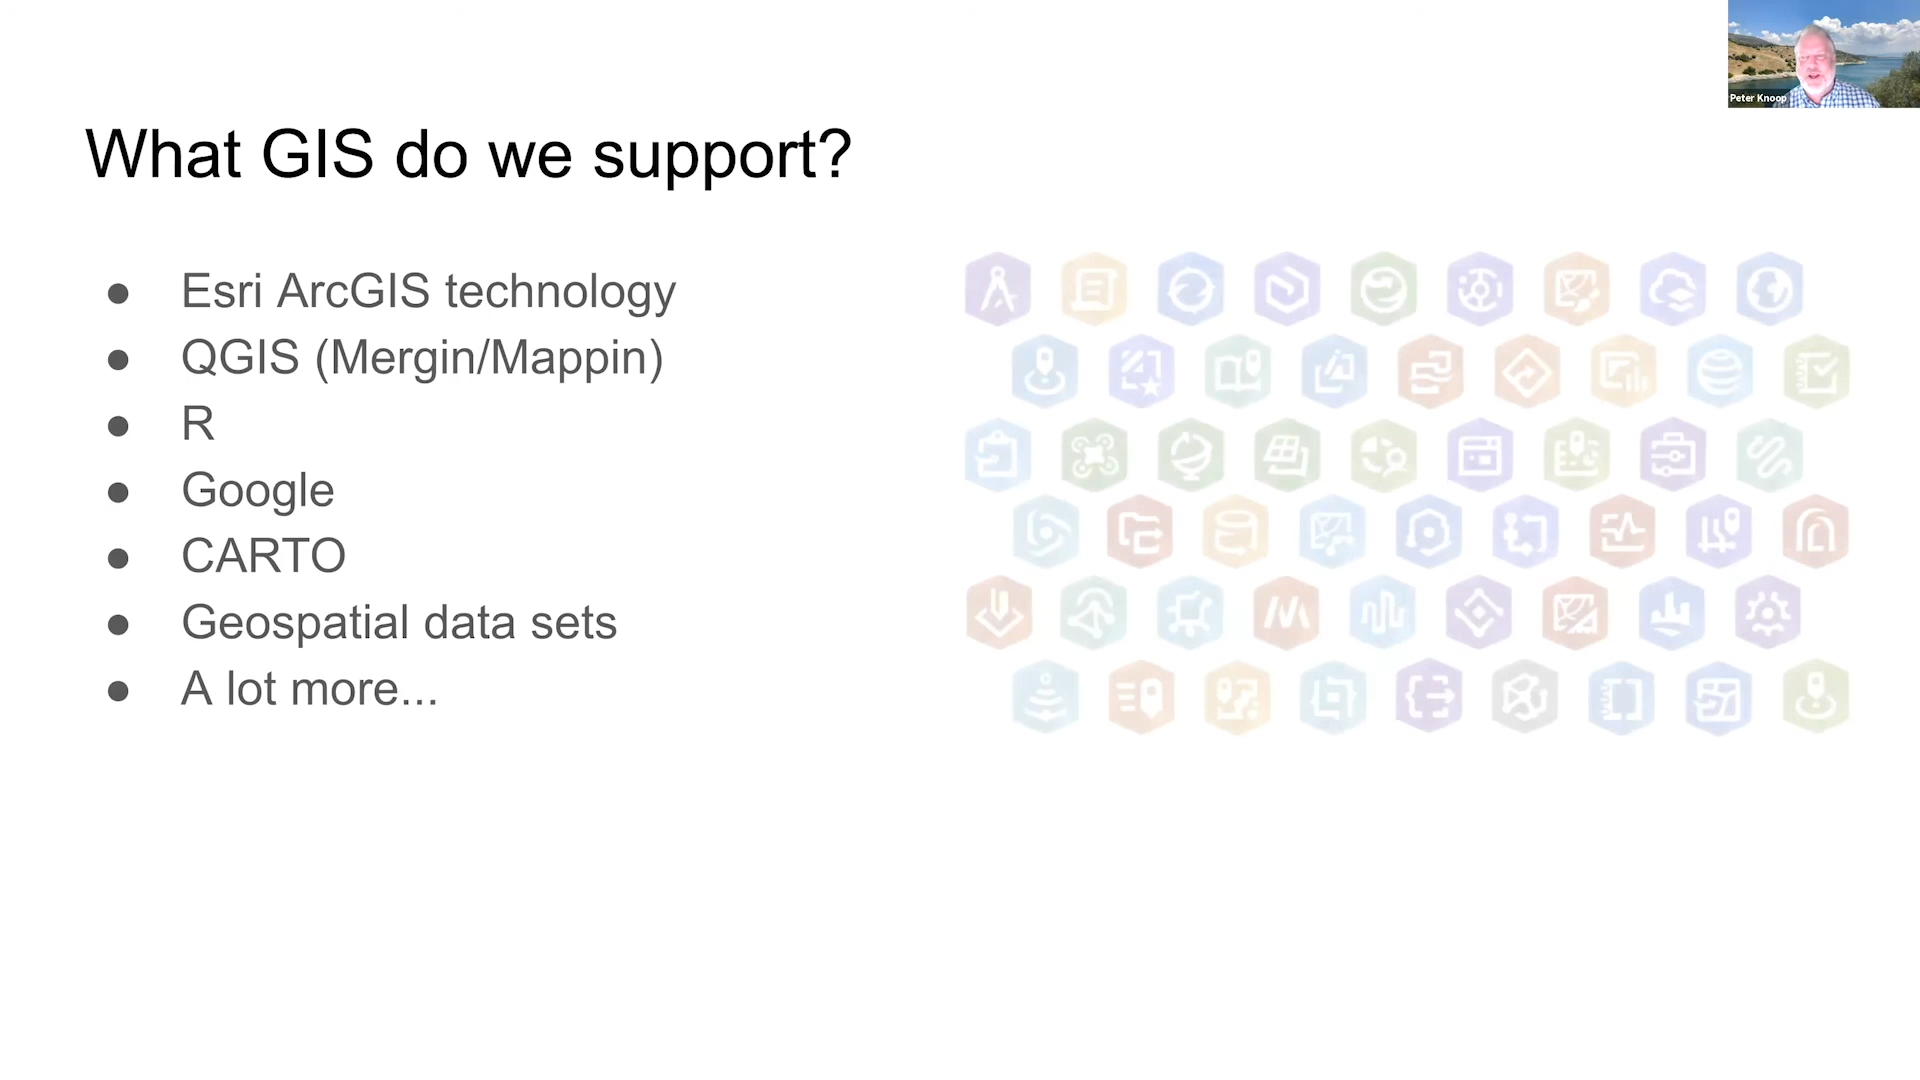 Peter Knoop
What GIS do we support?
● Esri ArcGIS technology
● QGIS (Mergin/Mappin)
● R
● Google
● CARTO
● Geospatial data sets
● A lot more...